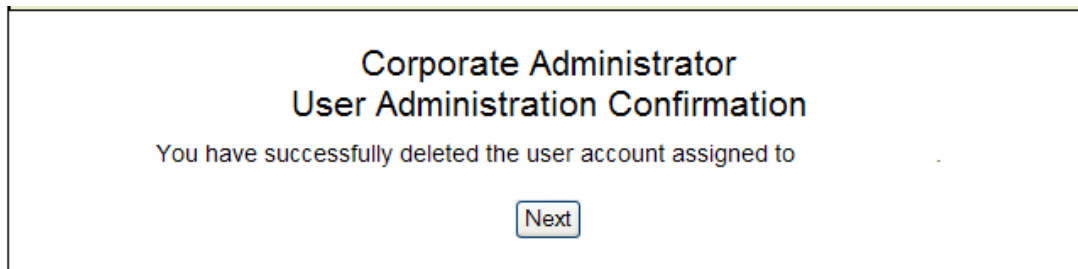 Corporate Administrator
User Administration Confirmation
You have successfully deleted the user account assigned to .
Next